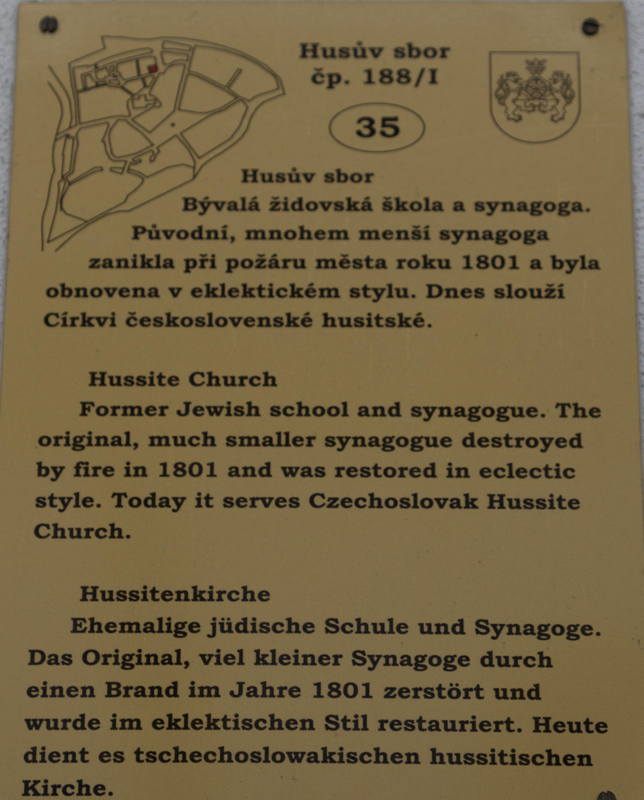 Husův sbor
čp. 188/I
35
Husův sbor
Bývalá židovská škola a synagoga.
Původní, mnohem menší synagoga
zanikla při požáru města roku 1801 a byla
obnovena v eklektickém stylu. Dnes slouží
Církvi československé husitské.
Hussite Church
Former Jewish school and synagogue. The
original, much smaller synagogue destroyed
by fire in 1801 and was restored in eclectic
style. Today it serves Czechoslovak Hussite
Church.
Hussitenkirche
Ehemalige jüdische Schule und Synagoge.
Das Original, viel kleiner Synagoge durch
einen Brand im Jahre 1801 zerstört und
wurde im eklektischen Stil restauriert. Heute
dient es tschechoslowakischen hussitischen
Kirche.